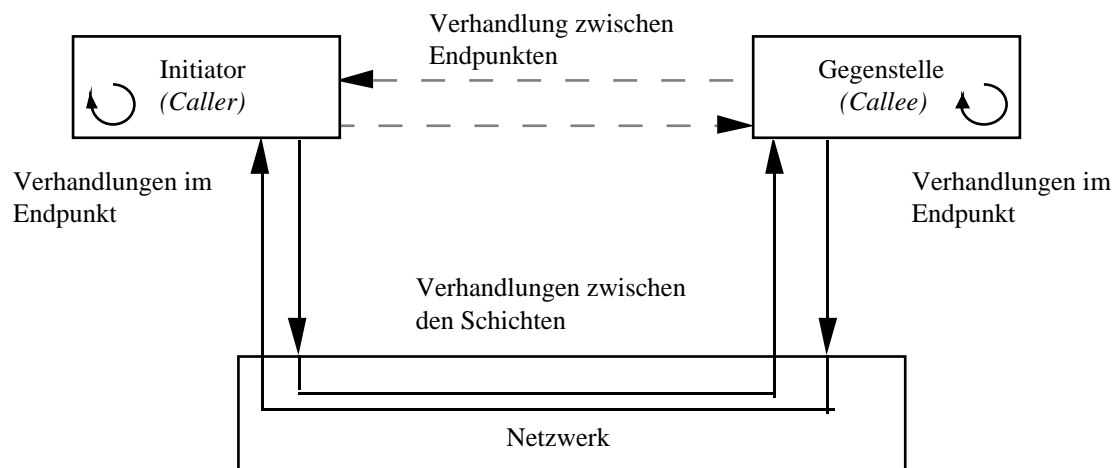 Verhandlung zwischen
Endpunkten
Initiator
(Caller)
Gegenstelle
(Callee)
Verhandlungen im
Endpunkt
Verhandlungen im
Endpunkt
Verhandlungen zwischen
den Schichten
Netzwerk